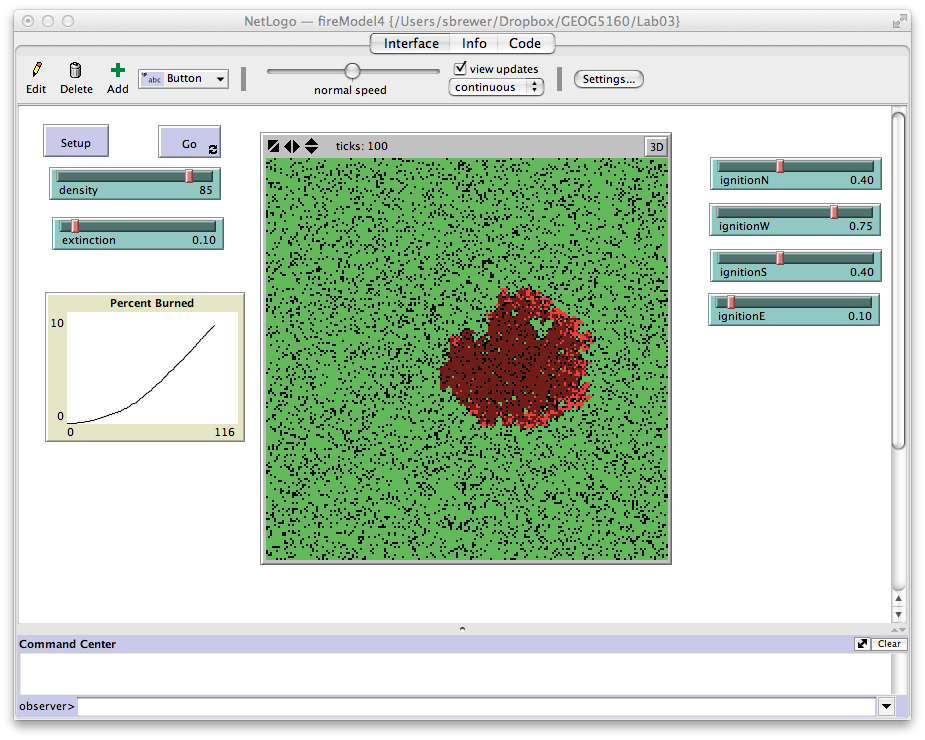 NetLogo — fireModel4 {/Users/sbrewer/Dropbox/GEOG5160/Lab03}
Interface Info Code
Edit Delete Add abc Button normal speed view updates continuous Settings...
Setup Go
density 85
extinction 0.10
Percent Burned
10
0
0 116
ticks: 100 3D
ignitionN 0.40
ignitionW 0.75
ignitionS 0.40
ignitionE 0.10
Command Center Clear
observer>